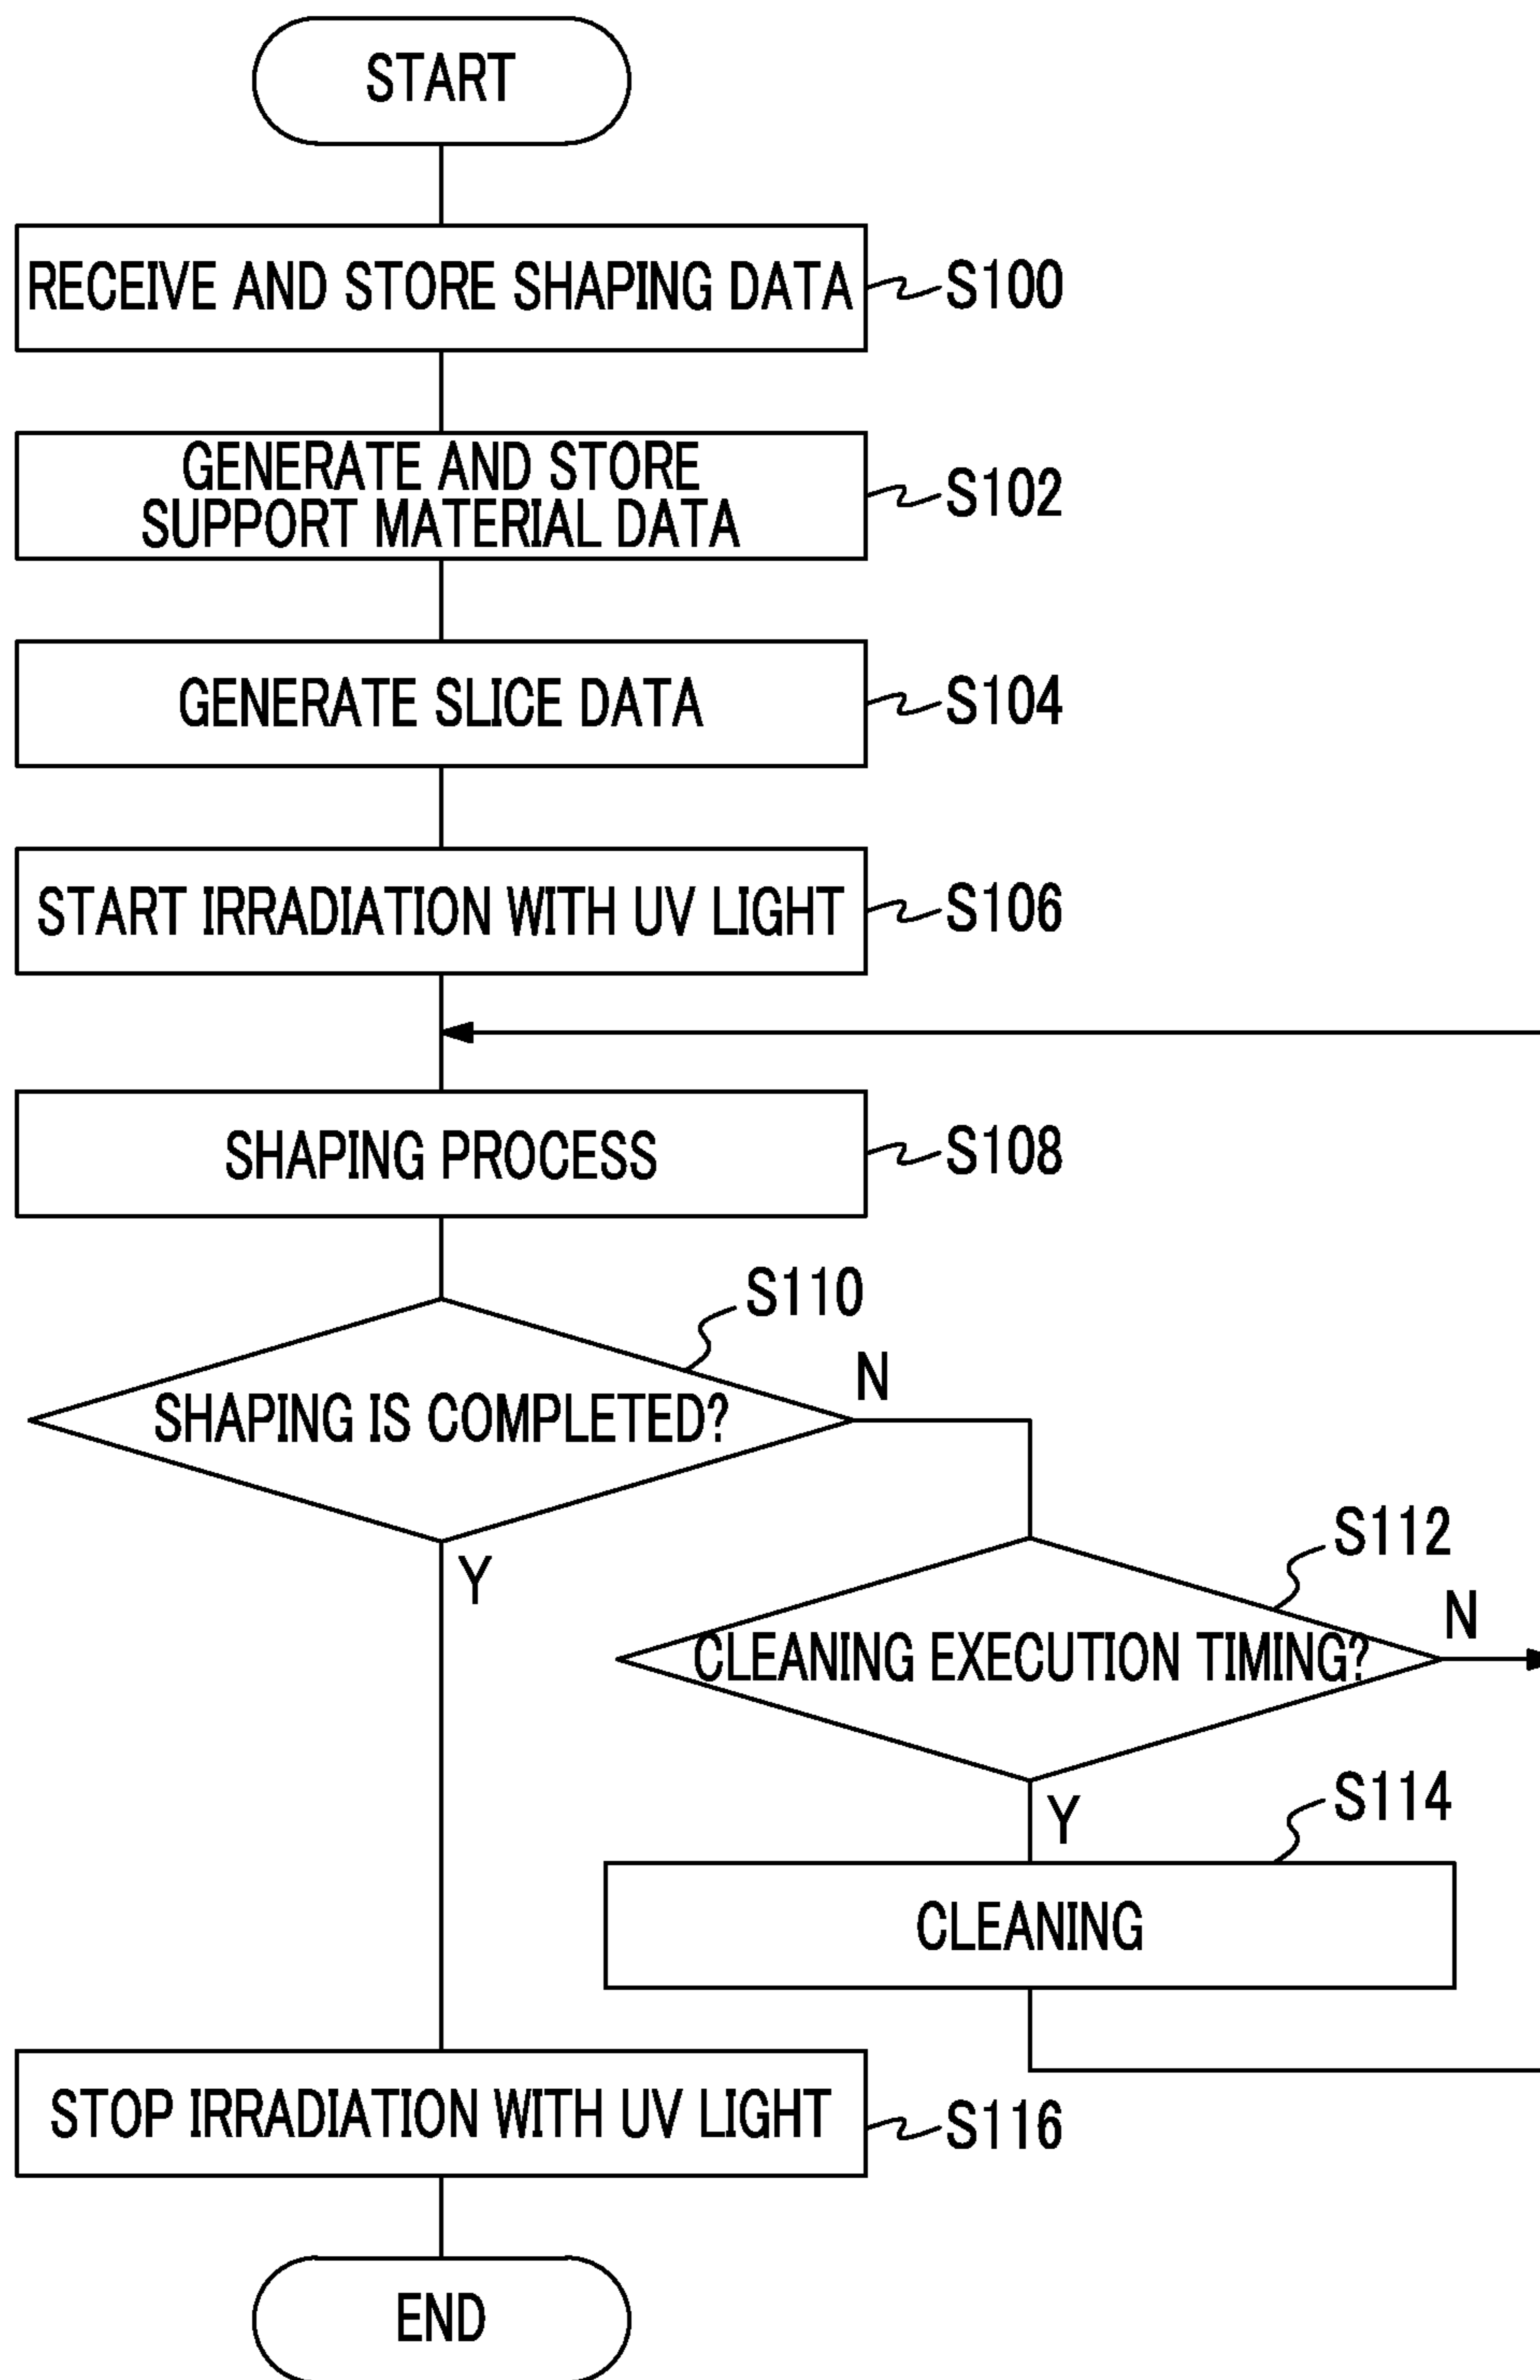 START
RECEIVE AND STORE SHAPING DATA
S100
GENERATE AND STORE
SUPPORT MATERIAL DATA
S102
GENERATE SLICE DATA
S104
START IRRADIATION WITH UV LIGHT
S106
SHAPING PROCESS
S108
S110
SHAPING IS COMPLETED?
N
Y
S112
CLEANING EXECUTION TIMING?
N
Y
S114
CLEANING
STOP IRRADIATION WITH UV LIGHT
S116
END